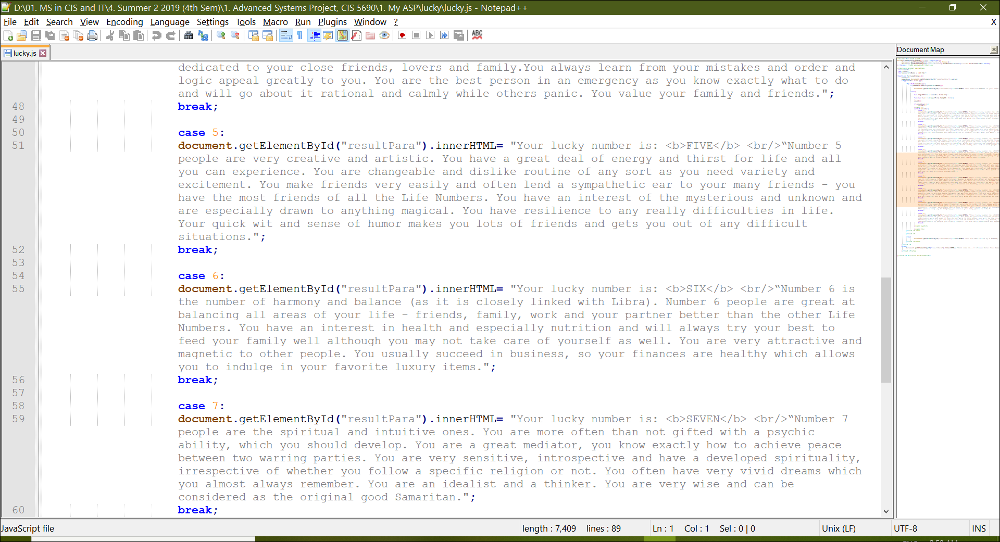 D:\01. MS in CIS and IT\4. Summer 2 2019 (4th Sem)\1. Advanced Systems Project, CIS 5690\1. My ASP\lucky\lucky.js - Notepad++
File Edit Search View Encoding Language Settings Tools Macro Run Plugins Window ? X
lucky.js
Document Map
dedicated to your close friends, lovers and family.You always learn from your mistakes and order and
logic appeal greatly to you. You are the best person in an emergency as you know exactly what to do
and will go about it rational and calmly while others panic. You value your family and friends.";
48 break;
49
50 case 5:
51 document.getElementById("resultPara").innerHTML= "Your lucky number is: <b>FIVE</b> <br/>“Number 5
people are very creative and artistic. You have a great deal of energy and thirst for life and all
you can experience. You are changeable and dislike routine of any sort as you need variety and
excitement. You make friends very easily and often lend a sympathetic ear to your many friends - you
have the most friends of all the Life Numbers. You have an interest of the mysterious and unknown and
are especially drawn to anything magical. You have resilience to any really difficulties in life.
Your quick wit and sense of humor makes you lots of friends and gets you out of any difficult
situations.";
52 break;
53
54 case 6:
55 document.getElementById("resultPara").innerHTML= "Your lucky number is: <b>SIX</b> <br/>“Number 6 is
the number of harmony and balance (as it is closely linked with Libra). Number 6 people are great at
balancing all areas of your life - friends, family, work and your partner better than the other Life
Numbers. You have an interest in health and especially nutrition and will always try your best to
feed your family well although you may not take care of yourself as well. You are very attractive and
magnetic to other people. You usually succeed in business, so your finances are healthy which allows
you to indulge in your favorite luxury items.";
56 break;
57
58 case 7:
59 document.getElementById("resultPara").innerHTML= "Your lucky number is: <b>SEVEN</b> <br/>“Number 7
people are the spiritual and intuitive ones. You are more often than not gifted with a psychic
ability, which you should develop. You are a great mediator, you know exactly how to achieve peace
between two warring parties. You are very sensitive, introspective and have a developed spirituality,
irrespective of whether you follow a specific religion or not. You often have very vivid dreams which
you almost always remember. You are an idealist and a thinker. You are very wise and can be
considered as the original good Samaritan.";
60 break;
JavaScript file length : 7,409 lines : 89 Ln : 1 Col : 1 Sel : 0 | 0 Unix (LF) UTF-8 INS